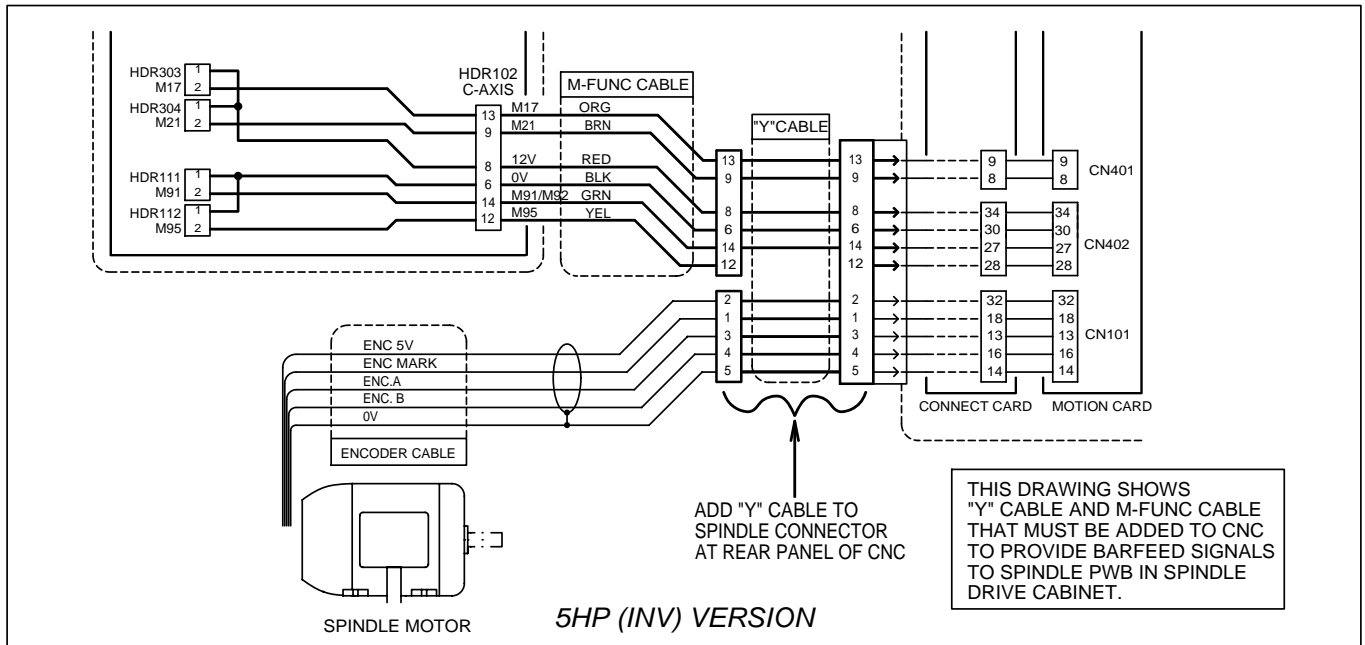 HDR303 1
M17 2
HDR304 1
M21 2
HDR111 1
M91 2
HDR112 1
M95 2
HDR102
C-AXIS
13 M17 ORG
9 M21 BRN
8 12V RED
6 0V BLK
14 M91/M92 GRN
12 M95 YEL
M-FUNC CABLE
"Y"CABLE
13 13 9 9
9 9 8 8
CN401
8 8 34 34
6 6 30 30
14 14 27 27
12 12 28 28
CN402
2 2 32 32
1 1 18 18
3 3 13 13
4 4 16 16
5 5 14 14
CN101
CONNECT CARD
MOTION CARD
ENC 5V
ENC MARK
ENC.A
ENC. B
0V
ENCODER CABLE
SPINDLE MOTOR
ADD "Y" CABLE TO
SPINDLE CONNECTOR
AT REAR PANEL OF CNC
5HP (INV) VERSION
THIS DRAWING SHOWS
"Y" CABLE AND M-FUNC CABLE
THAT MUST BE ADDED TO CNC
TO PROVIDE BARFEED SIGNALS
TO SPINDLE PWB IN SPINDLE
DRIVE CABINET.